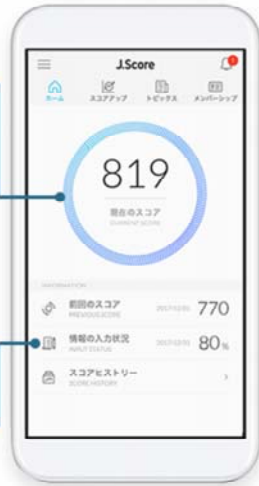 J.Score
ホーム スコアアップ トピックス メンバーシップ
819
現在のスコア
CURRENT SCORE
前回のスコア 770
PREVIOUS SCORE
情報の入力状況 80%
INPUT STATUS
スコアヒストリー
SCORE HISTORY